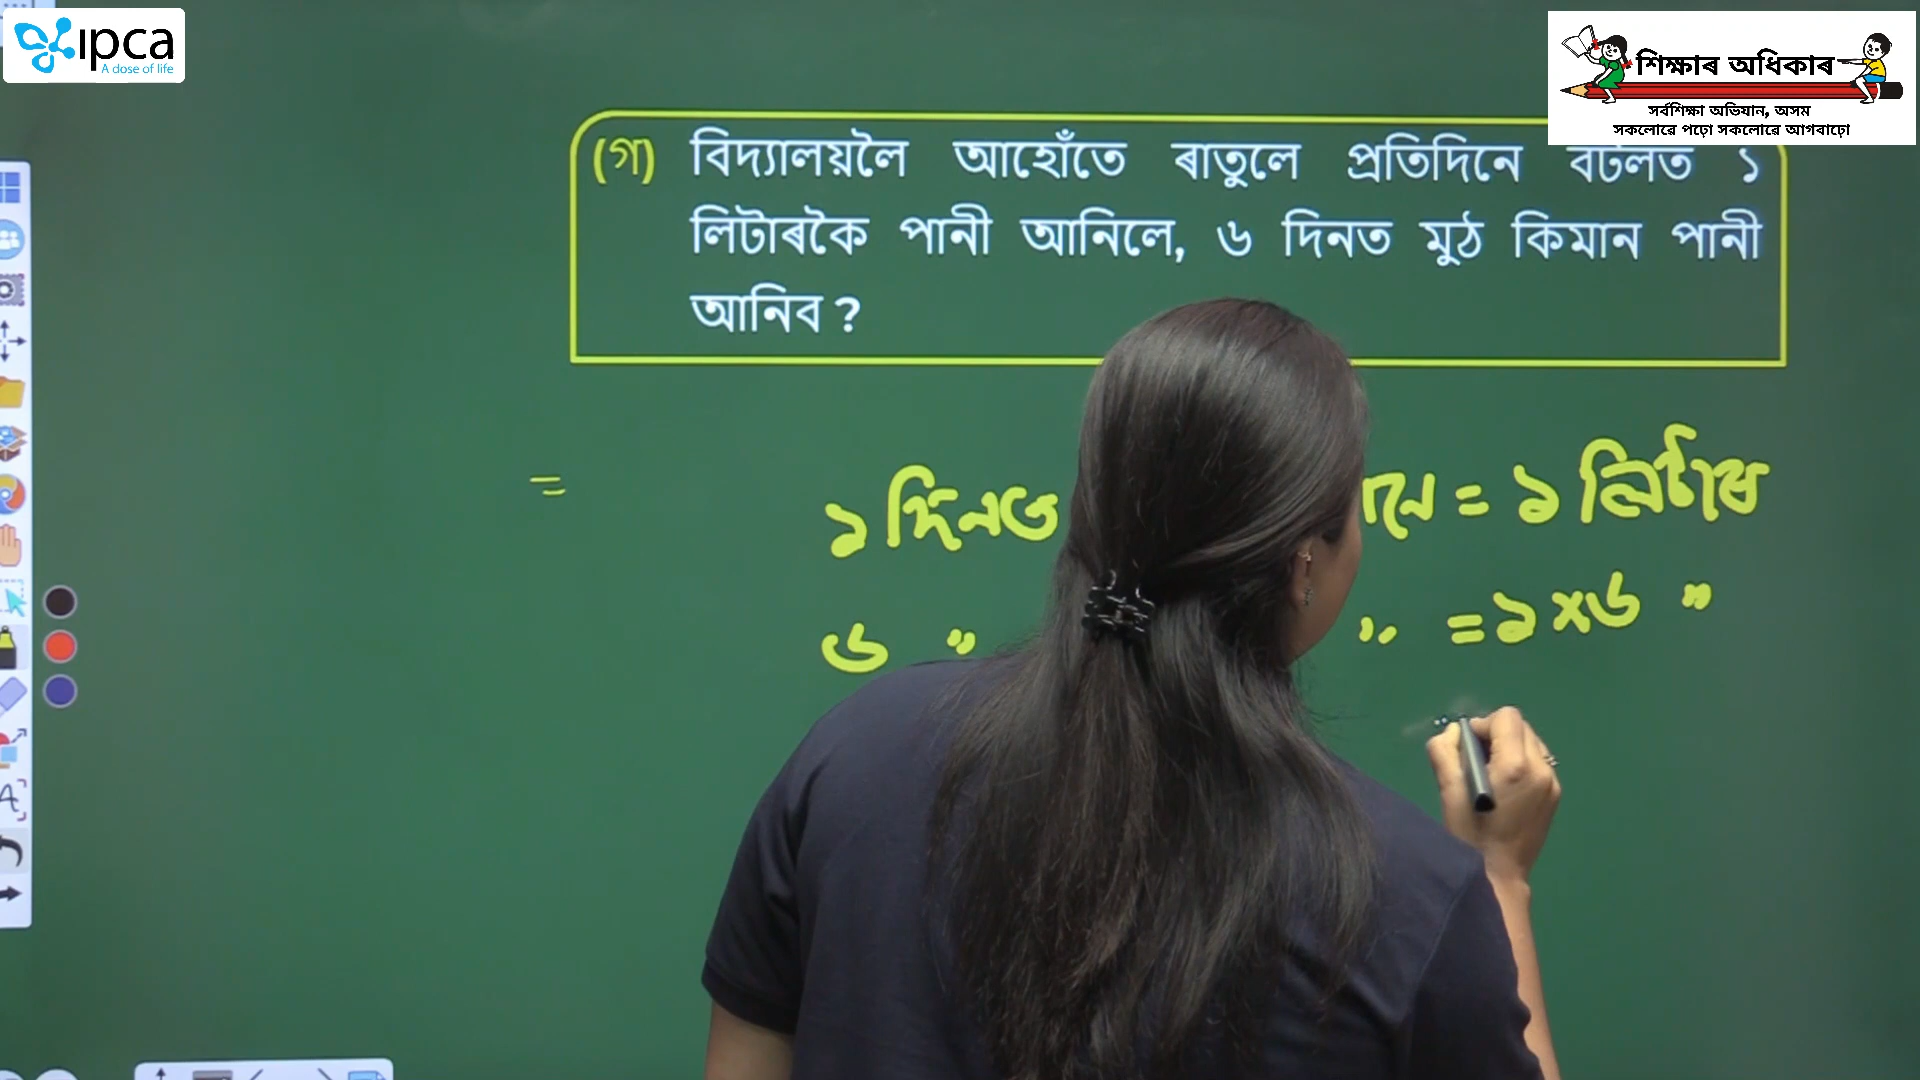 ipca
A dose of life
শিক্ষাৰ অধিকাৰ
সৰ্বশিক্ষা অভিযান, অসম
সকলোৱে পঢ়ো সকলোৱে আগবাঢ়ো
(গ) বিদ্যালয়লৈ আহোঁতে ৰাতুলে প্ৰতিদিনে বটলত ১
লিটাৰকৈ পানী আনিলে, ৬ দিনত মুঠ কিমান পানী
আনিব ?
=
১ দিনত = ১ লিটাৰ
৬ " " = ১ × ৬ "